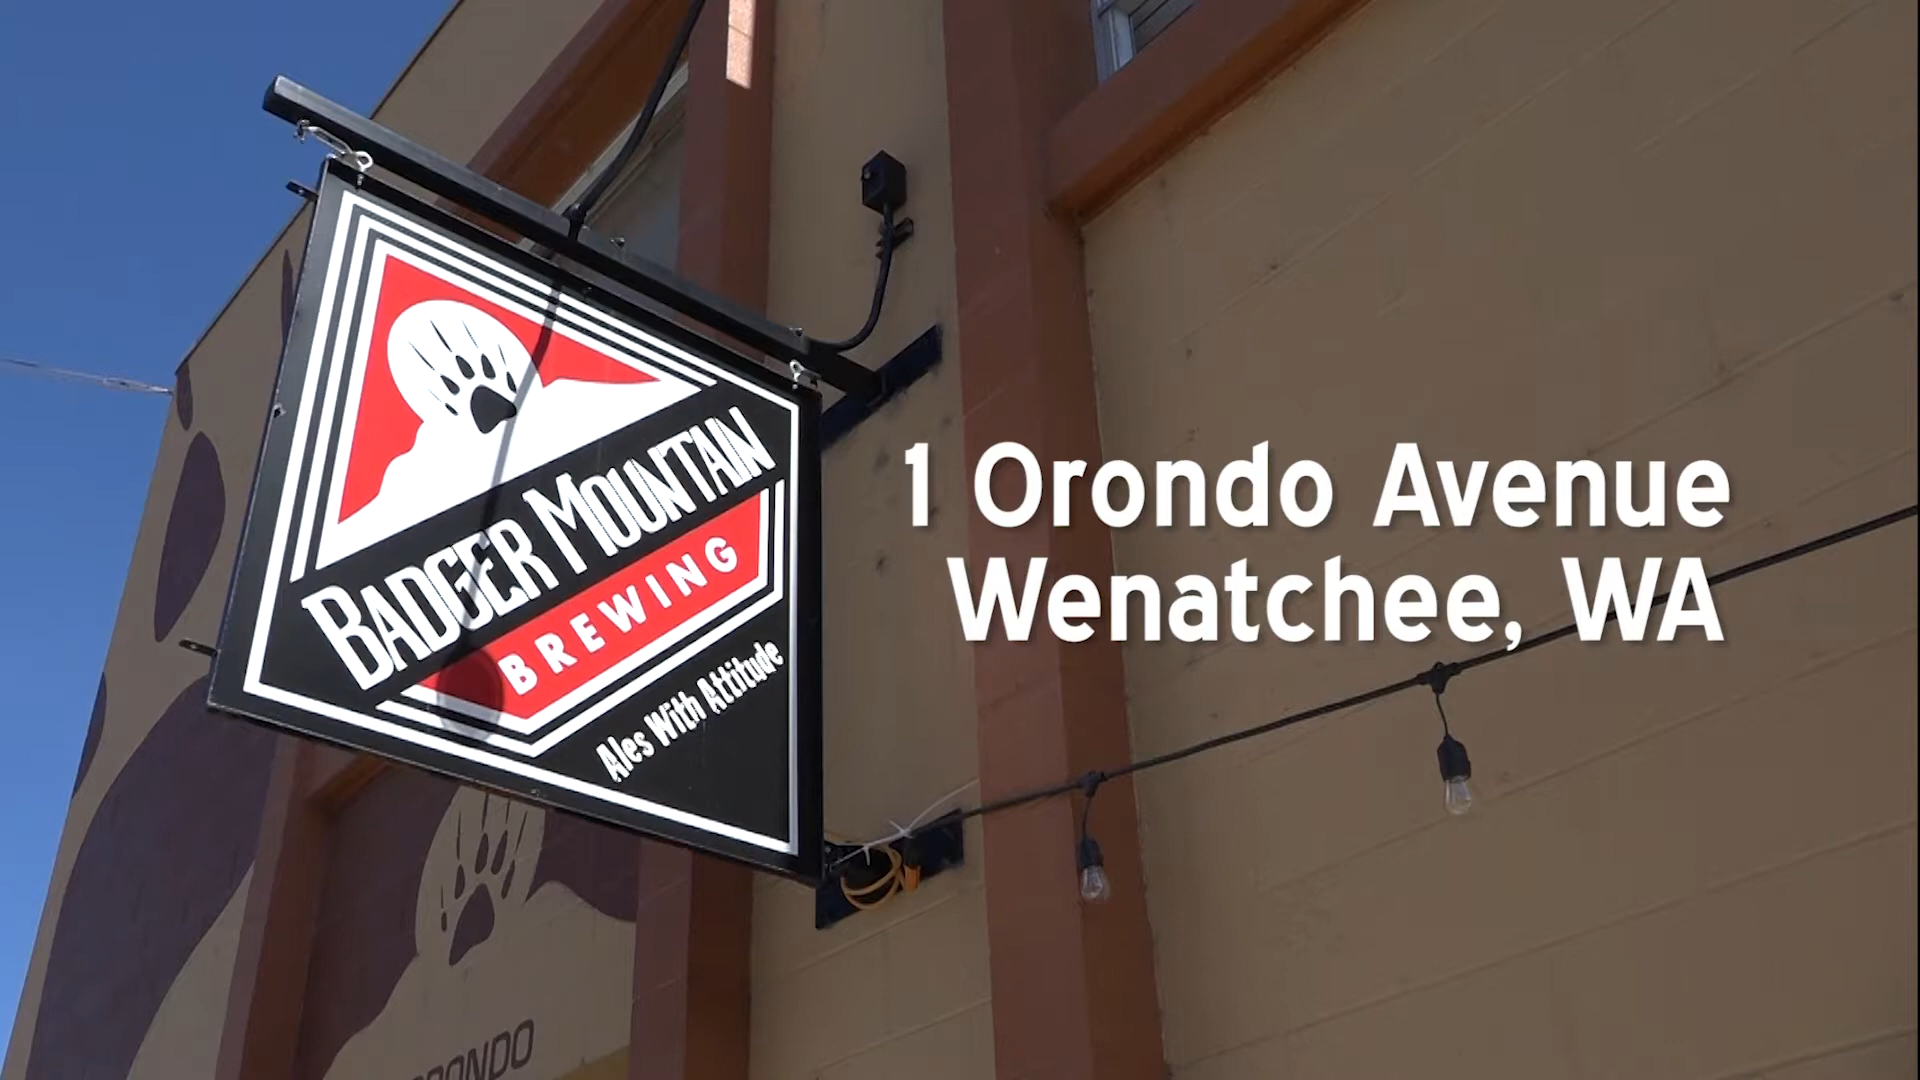 BADGER MOUNTAIN
BREWING
Ales With Attitude
1 Orondo Avenue
Wenatchee, WA